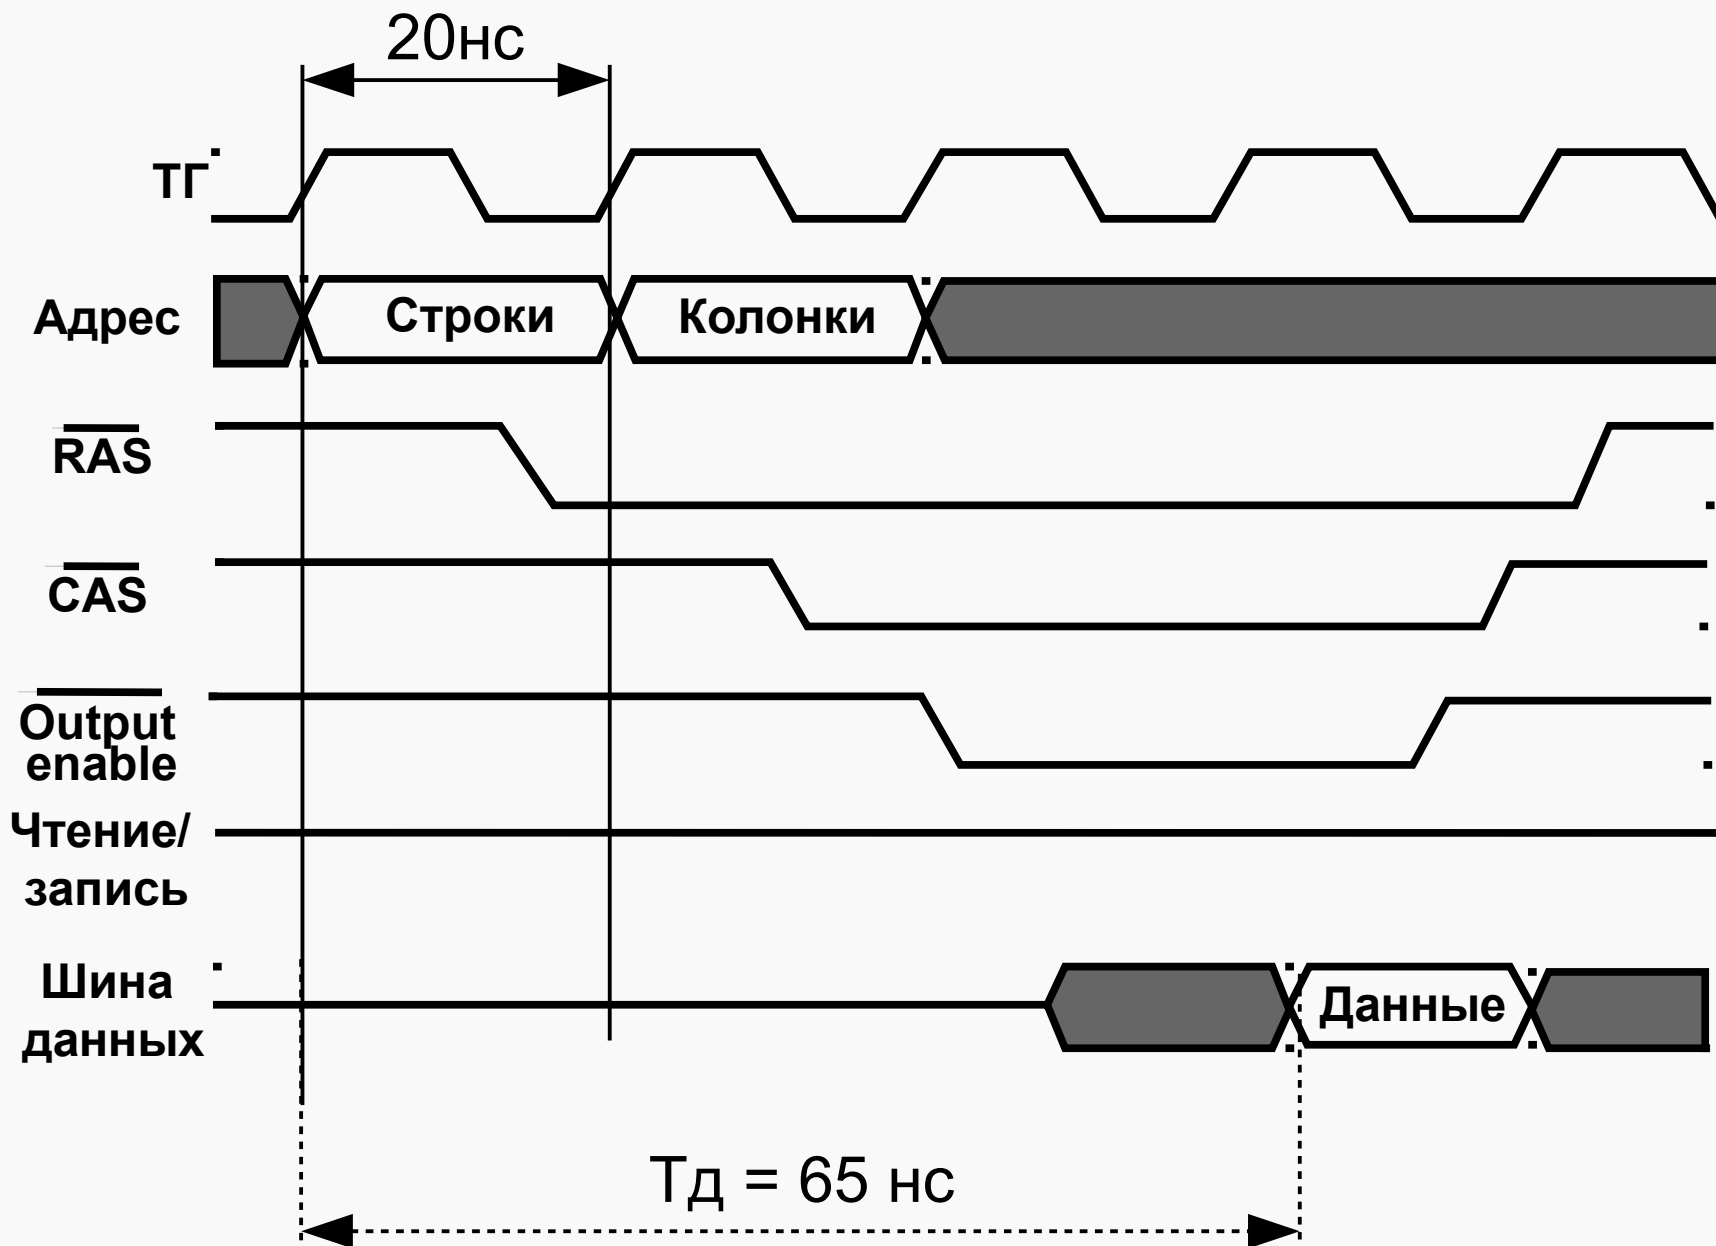 20нс
ТГ
Адрес
Строки
Колонки
RAS
CAS
Output
enable
Чтение/
запись
Шина
данных
Данные
Тд = 65 нс